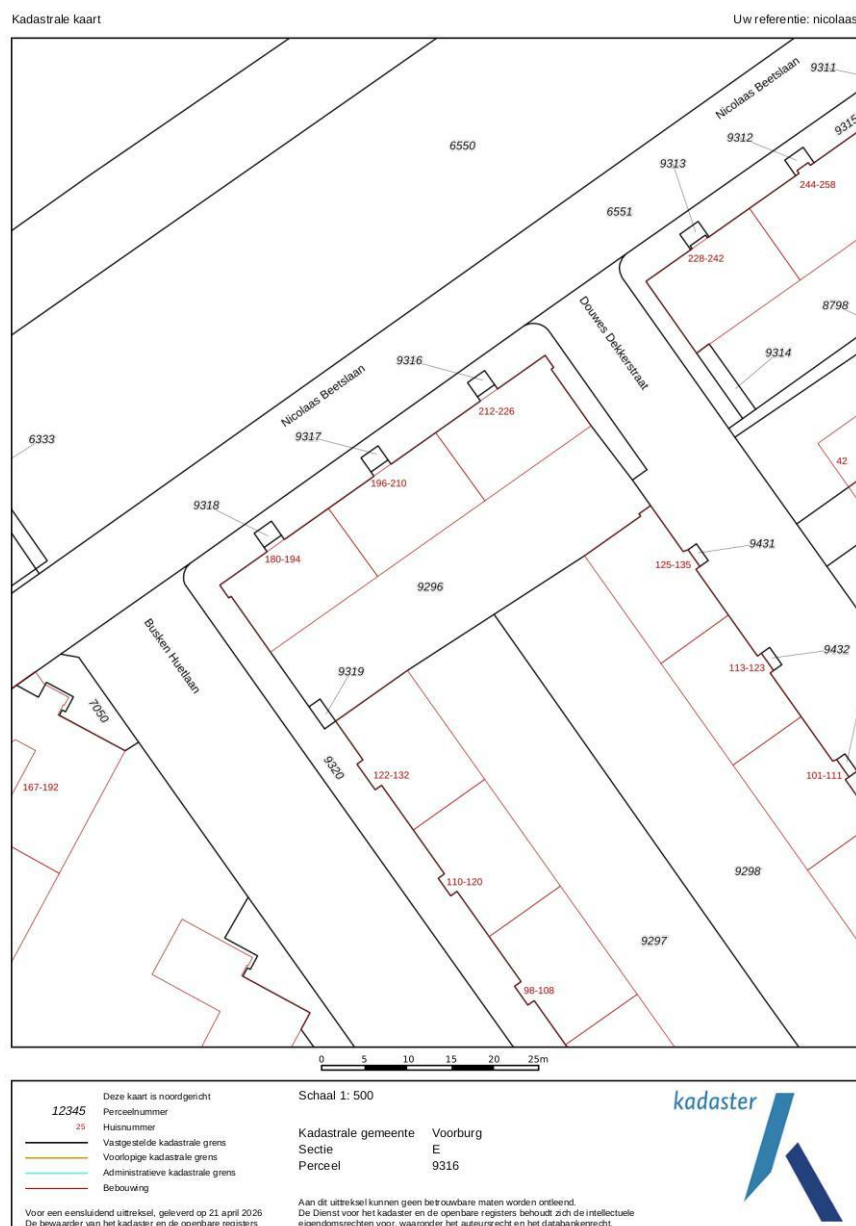 Kadastrale kaart
Uw referentie: nicolaas
9311
Nicolaas Beetslaan
9315
9312
6550
9313
244-258
6551
228-242
8798
Douwes Dekkerstraat
9314
9316
Nicolaas Beetslaan
212-226
6333
9317
42
196-210
9318
9431
180-194
125-135
9296
Busken Huetlaan
9432
113-123
9319
7050
9320
122-132
101-111
167-192
9298
110-120
9297
98-108
0 5 10 15 20 25m
Deze kaart is noordgericht
12345 Perceelnummer
25 Huisnummer
Vastgestelde kadastrale grens
Voorlopige kadastrale grens
Administratieve kadastrale grens
Bebouwing
Voor een eensluidend uittreksel, geleverd op 21 april 2026
De bewaarder van het kadaster en de openbare registers
Schaal 1: 500
Kadastrale gemeente Voorburg
Sectie E
Perceel 9316
Aan dit uittreksel kunnen geen betrouwbare maten worden ontleend.
De Dienst voor het kadaster en de openbare registers behoudt zich de intellectuele
eigendomsrechten voor, waaronder het auteursrecht en het databankenrecht.
kadaster